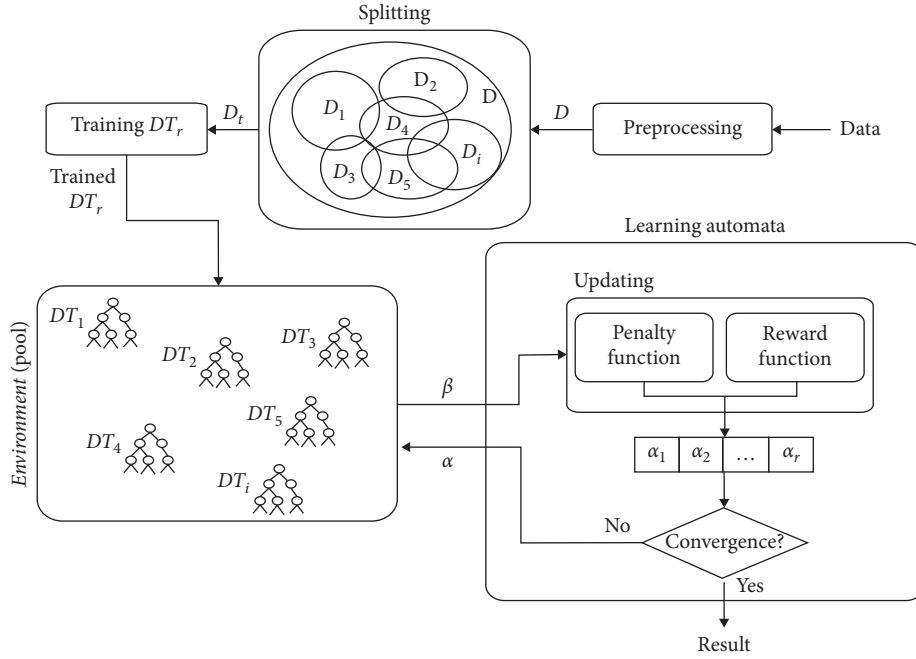 Splitting
D₁
D₂
D
D₄
D₃
D₅
Dᵢ
Training DTᵣ
Dₜ
D
Preprocessing
Data
Trained
DTᵣ
Learning automata
Environment (pool)
DT₁
DT₂
DT₃
DT₄
DT₅
DTᵢ
β
α
Updating
Penalty
function
Reward
function
α₁ α₂ … αᵣ
No
Convergence?
Yes
Result